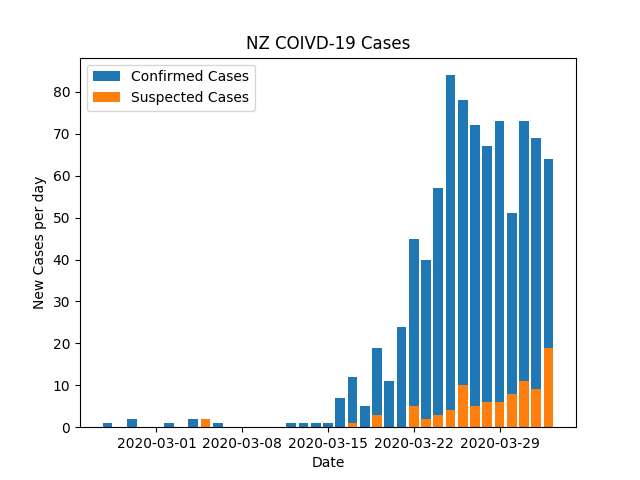 NZ COIVD-19 Cases
Confirmed Cases
Suspected Cases
New Cases per day
80
70
60
50
40
30
20
10
0
2020-03-01 2020-03-08 2020-03-15 2020-03-22 2020-03-29
Date